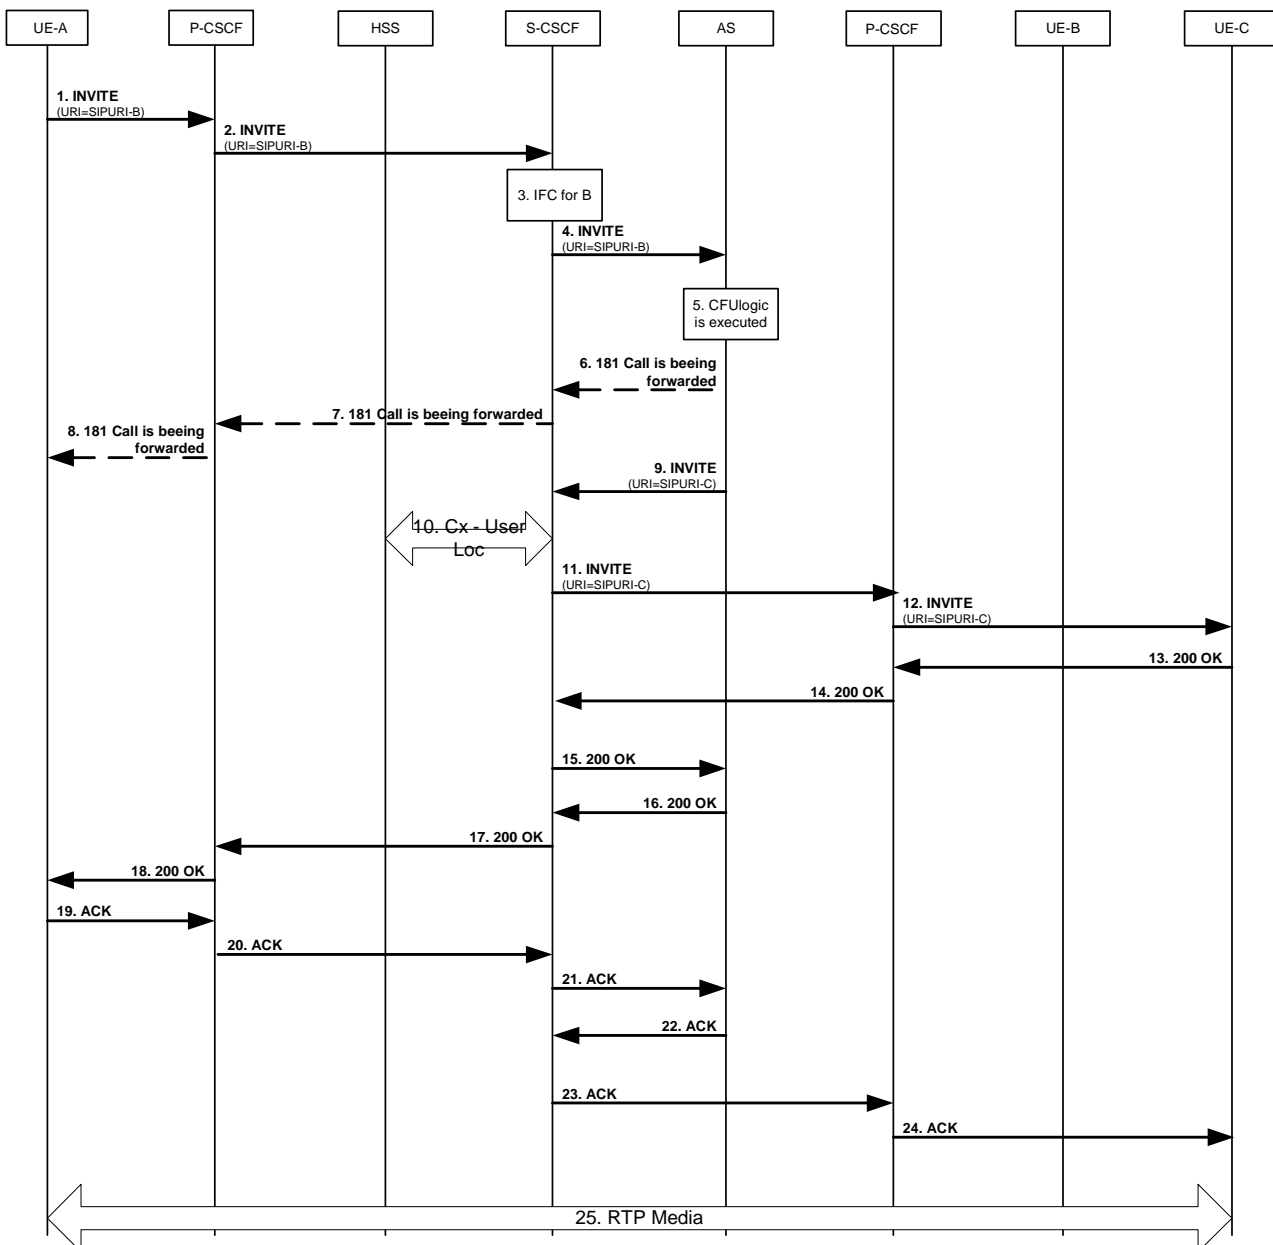 UE-A
P-CSCF
HSS
S-CSCF
AS
P-CSCF
UE-B
UE-C
1. INVITE
(URI=SIPURI-B)
2. INVITE
(URI=SIPURI-B)
3. IFC for B
4. INVITE
(URI=SIPURI-B)
5. CFUlogic
is executed
6. 181 Call is beeing
forwarded
7. 181 Call is beeing forwarded
8. 181 Call is beeing
forwarded
9. INVITE
(URI=SIPURI-C)
10. Cx - User
Loc
11. INVITE
(URI=SIPURI-C)
12. INVITE
(URI=SIPURI-C)
13. 200 OK
14. 200 OK
15. 200 OK
16. 200 OK
17. 200 OK
18. 200 OK
19. ACK
20. ACK
21. ACK
22. ACK
23. ACK
24. ACK
25. RTP Media